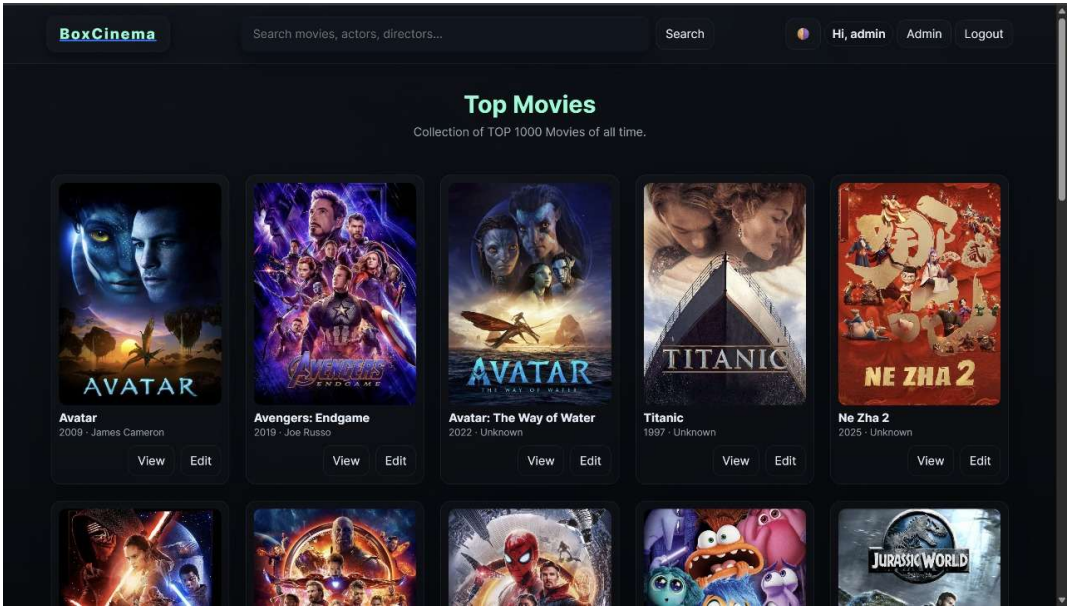 BoxCinema
Search movies, actors, directors...
Search
Hi, admin
Admin
Logout
Top Movies
Collection of TOP 1000 Movies of all time.
AVATAR
AVENGERS
ENDGAME
AVATAR
THE WAY OF WATER
TITANIC
NE ZHA 2
Avatar
2009 · James Cameron
View
Edit
Avengers: Endgame
2019 · Joe Russo
View
Edit
Avatar: The Way of Water
2022 · Unknown
View
Edit
Titanic
1997 · Unknown
View
Edit
Ne Zha 2
2025 · Unknown
View
Edit
JURASSIC WORLD